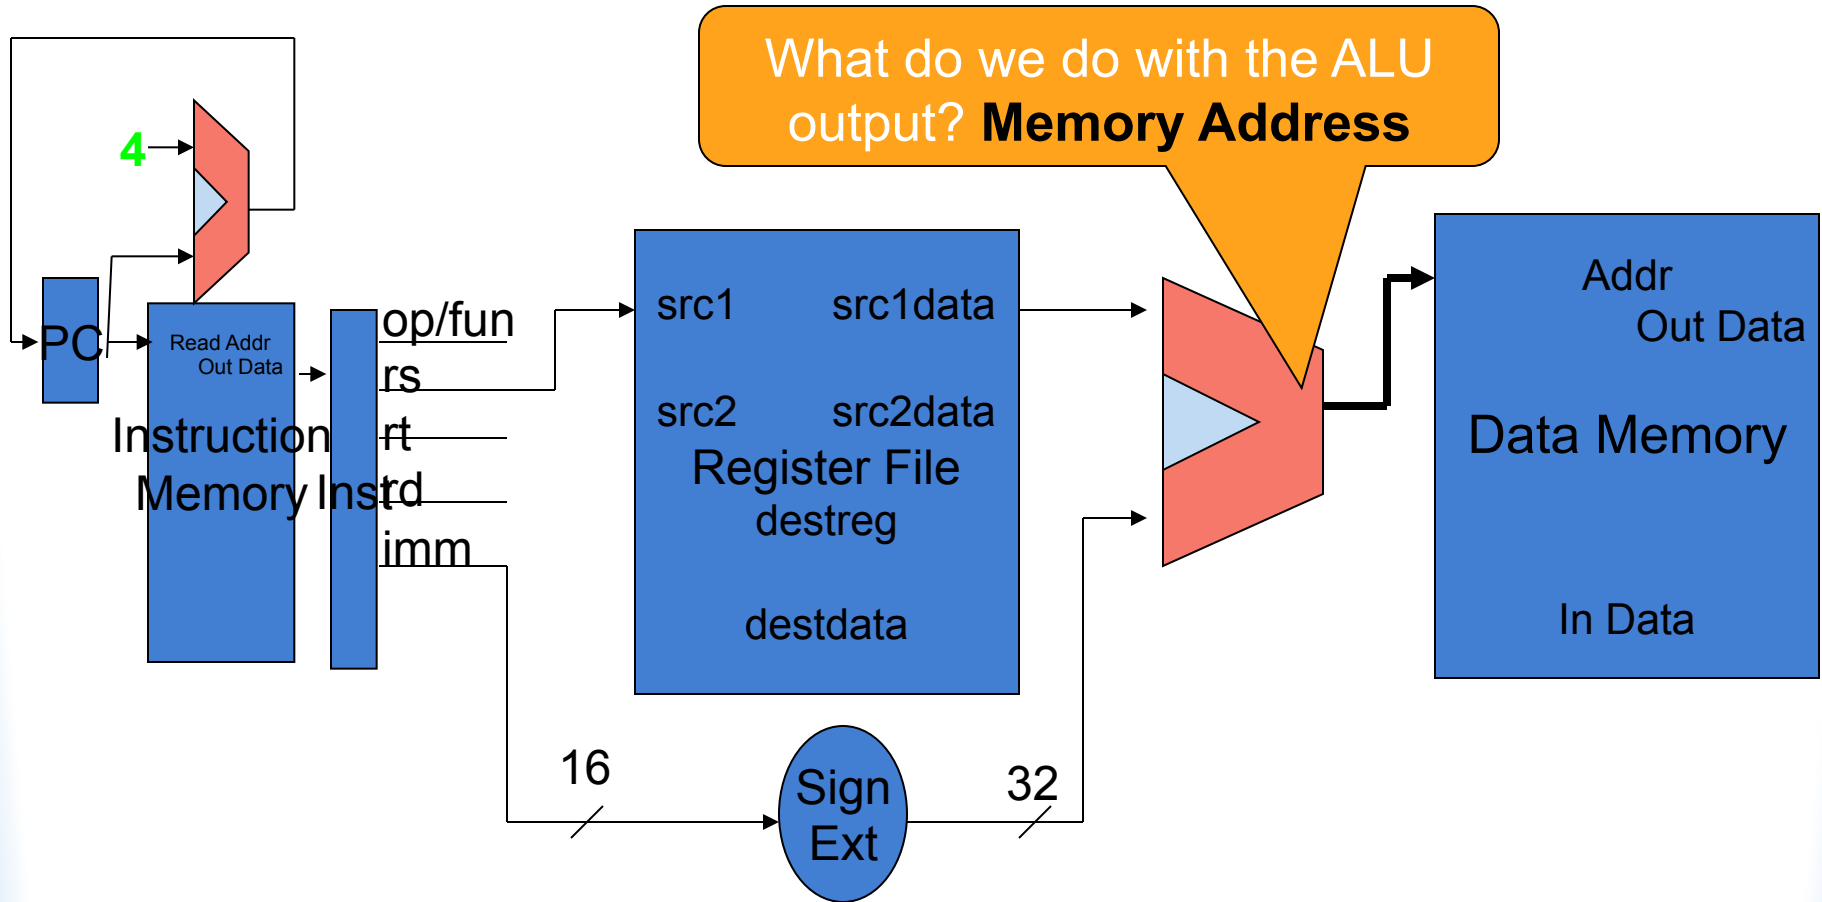 What do we do with the ALU
output? Memory Address
4
PC
Read Addr
Out Data
Instruction
Memory
Inst
op/fun
rs
rt
rd
imm
src1
src1data
src2
src2data
Register File
destreg
destdata
16
Sign
Ext
32
Addr
Out Data
Data Memory
In Data